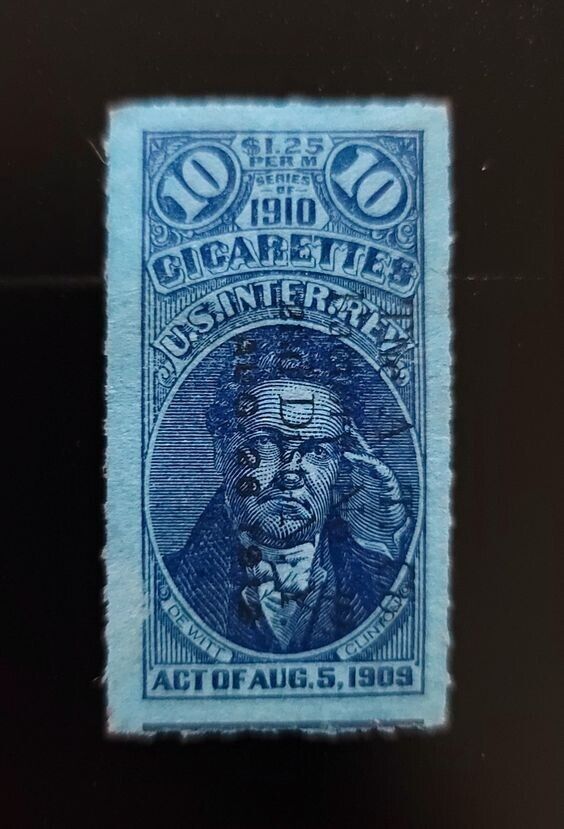 $1.25
PER M
10 SERIES 10
OF
1910
CIGARETTES
U.S. INTER. REV.
DE WITT CLINTON
ACT OF AUG. 5, 1909